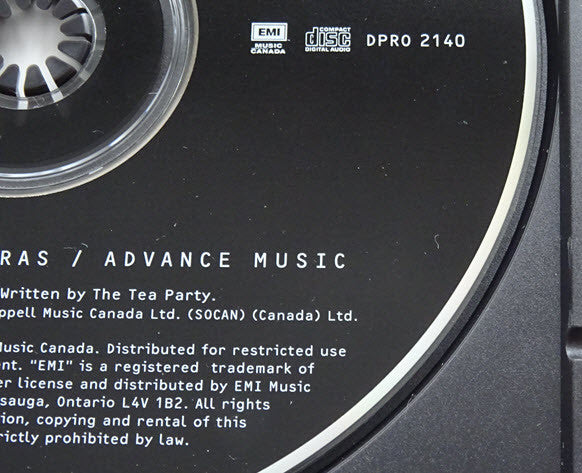 EMI
MUSIC
CANADA
COMPACT
disc
DIGITAL AUDIO
DPRO 2140
RAS / ADVANCE MUSIC
Written by The Tea Party.
ppell Music Canada Ltd. (SOCAN) (Canada) Ltd.
Music Canada. Distributed for restricted use
nt. "EMI" is a registered trademark of
er license and distributed by EMI Music
sauga, Ontario L4V 1B2. All rights
ion, copying and rental of this
rictly prohibited by law.